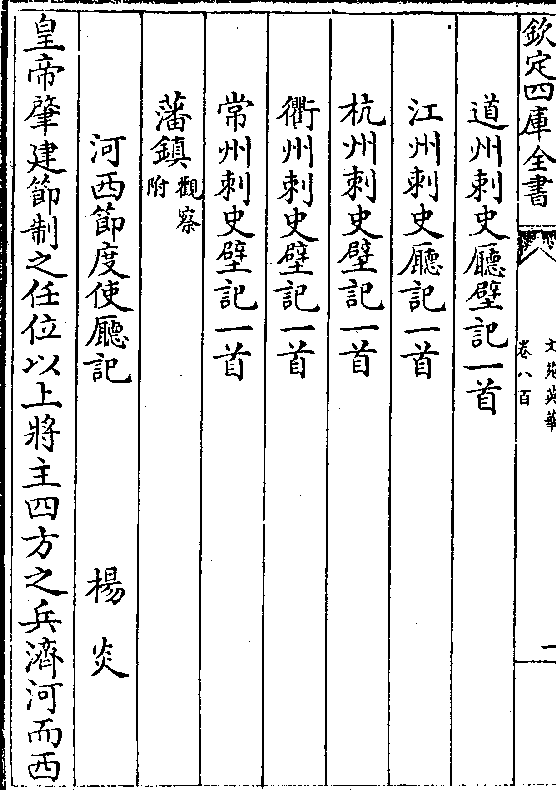 欽定四庫全書
文苑英華
卷八百
二
道州刺史廳壁記一首
江州刺史廳記一首
杭州刺史壁記一首
衢州刺史壁記一首
常州刺史壁記一首
藩鎮觀察附
河西節度使廳記 楊炎
皇帝肇建節制之任位以上將主四方之兵濟河而西